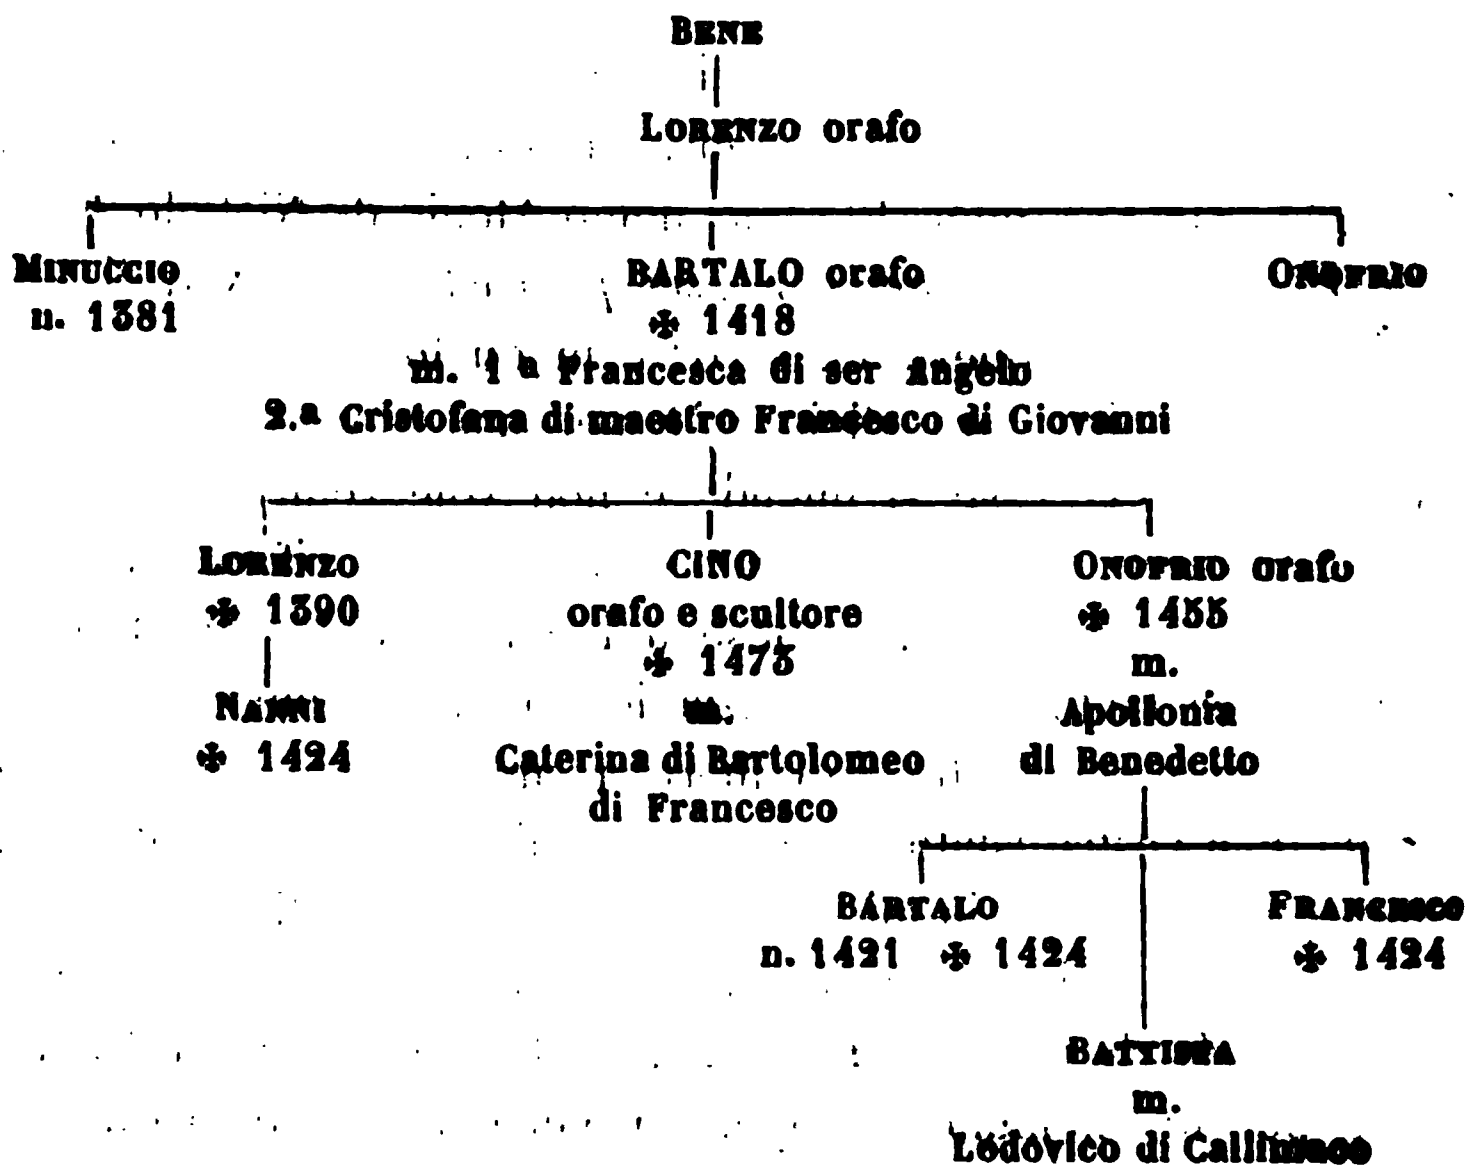 BENE
LORENZO orafo
MINUCCIO BARTALO orafo ONOFRIO
n. 1381 ✠ 1418
m. 1ª Francesca di ser Angelo
2.ª Cristofana di maestro Francesco di Giovanni
LORENZO CINO ONOFRIO orafo
✠ 1390 orafo e scultore ✠ 1455
✠ 1473 m.
NANNI m. Apollonia
✠ 1424 Caterina di Bartolomeo di Benedetto
di Francesco
BARTALO FRANCESCO
n. 1421 ✠ 1424 ✠ 1424
BATTISTA
m.
Lodovico di Callimaco